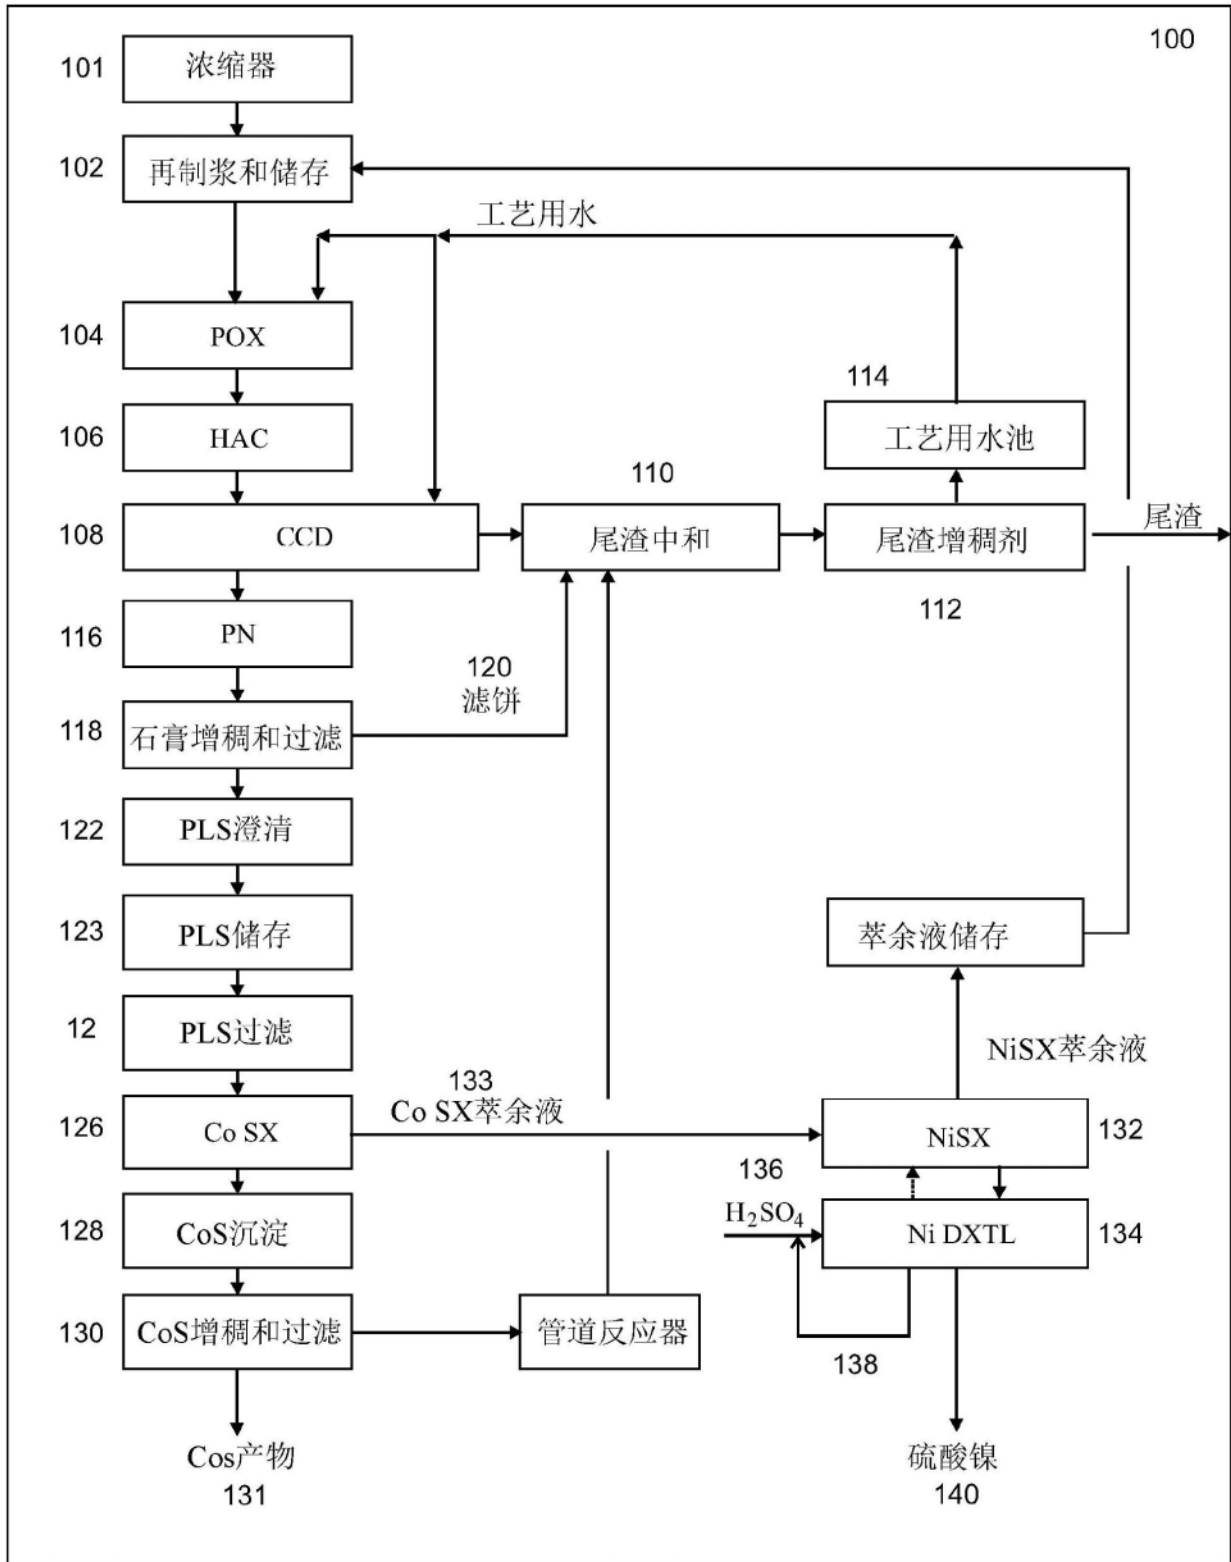 100
101
浓缩器
102
再制浆和储存
工艺用水
104
POX
114
106
HAC
工艺用水池
110
108
CCD
尾渣中和
尾渣增稠剂
尾渣
112
116
PN
120
滤饼
118
石膏增稠和过滤
122
PLS澄清
123
PLS储存
萃余液储存
12
PLS过滤
NiSX萃余液
133
Co SX萃余液
126
Co SX
NiSX
132
136
H₂SO₄
128
CoS沉淀
Ni DXTL
134
130
CoS增稠和过滤
管道反应器
138
Cos产物
131
硫酸镍
140